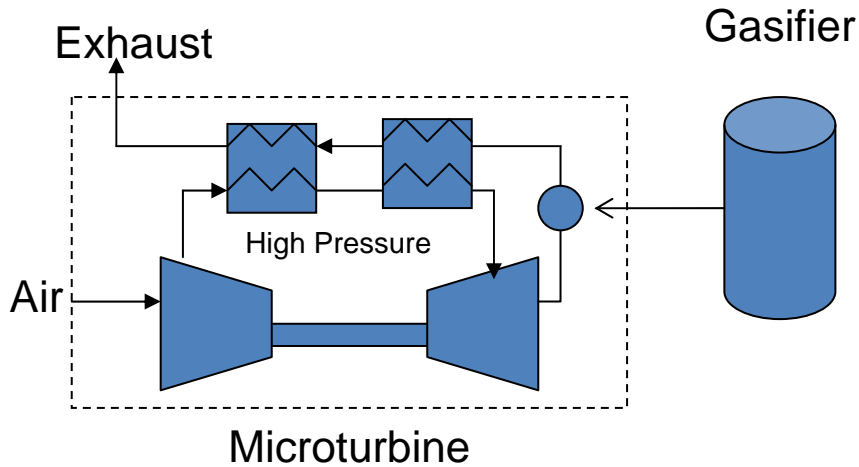 Gasifier
Exhaust
High Pressure
Air
Microturbine